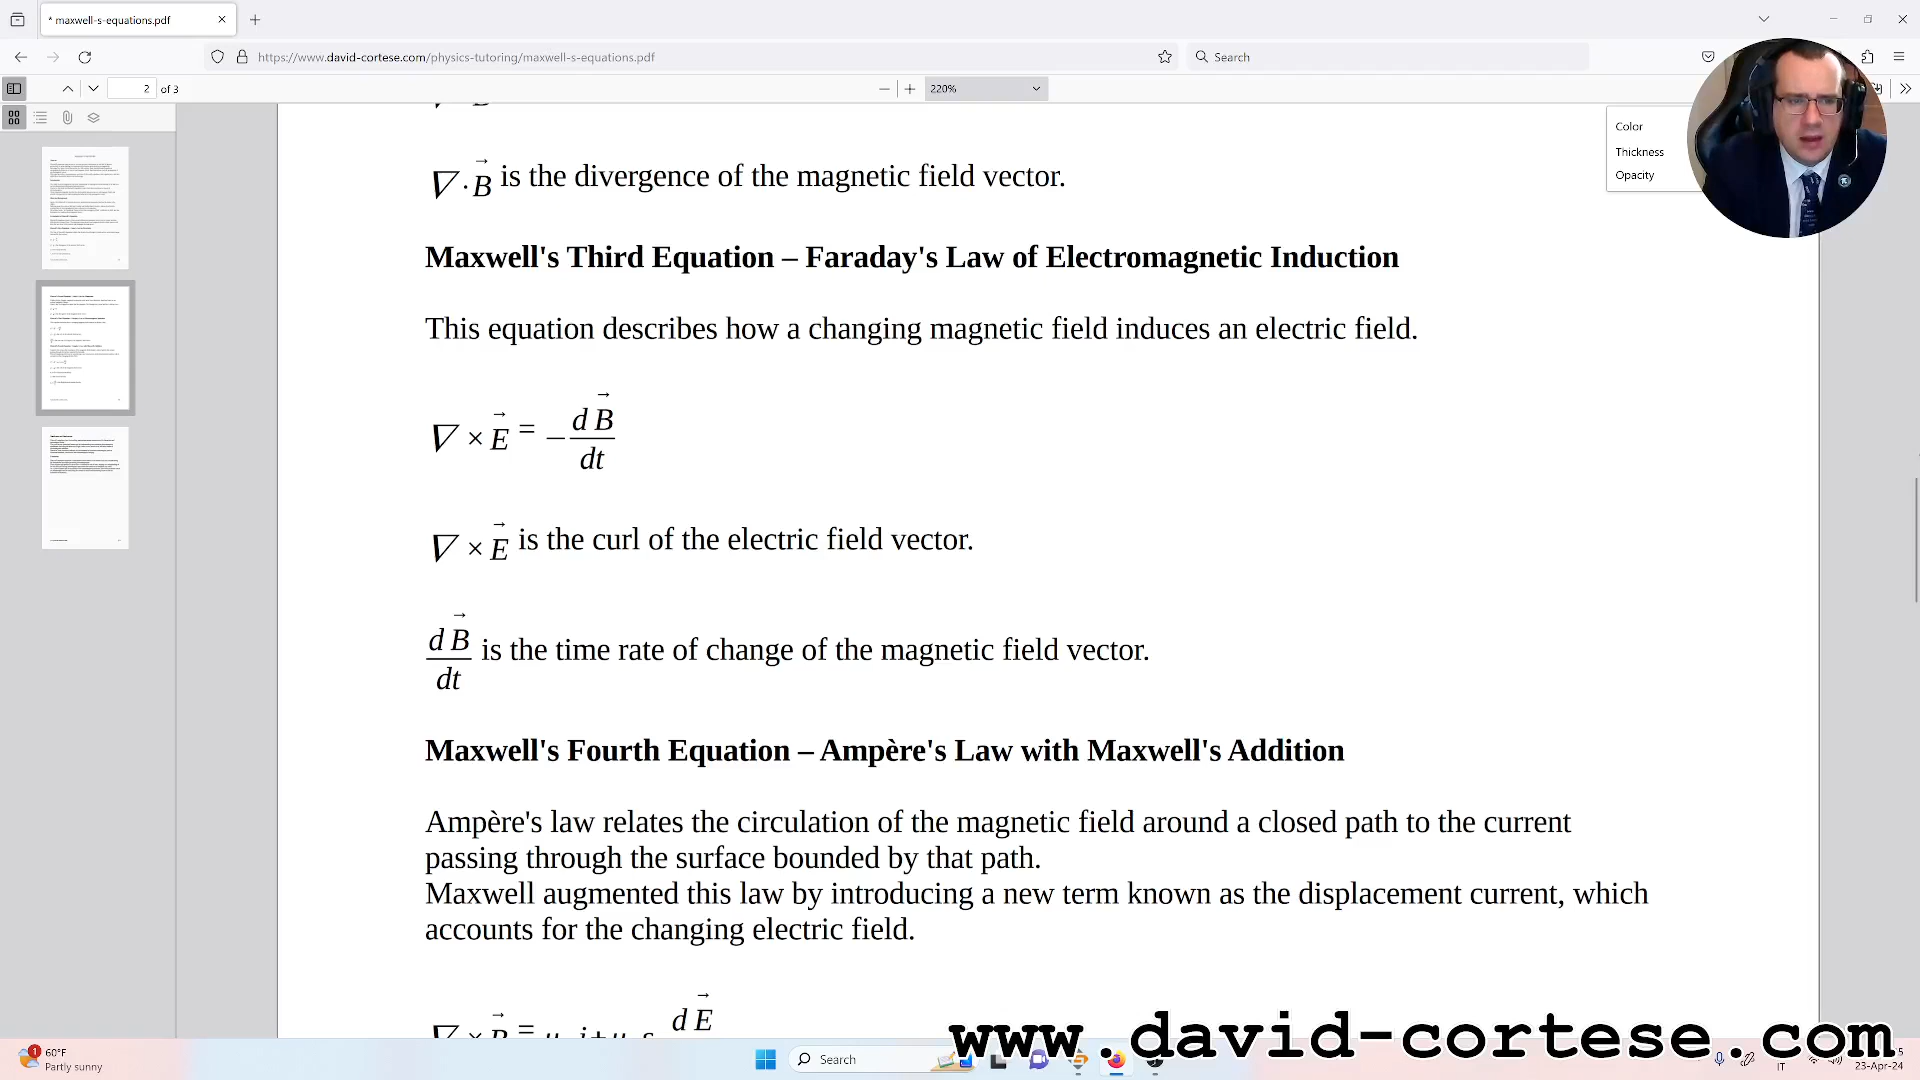 * maxwell-s-equations.pdf
https://www.david-cortese.com/physics-tutoring/maxwell-s-equations.pdf
Search
2 of 3
220%
Color
Thickness
Opacity
∇·B⃗ is the divergence of the magnetic field vector.
Maxwell's Third Equation – Faraday's Law of Electromagnetic Induction
This equation describes how a changing magnetic field induces an electric field.
∇ × E⃗ = − dB⃗/dt
∇ × E⃗ is the curl of the electric field vector.
dB⃗/dt is the time rate of change of the magnetic field vector.
Maxwell's Fourth Equation – Ampère's Law with Maxwell's Addition
Ampère's law relates the circulation of the magnetic field around a closed path to the current
passing through the surface bounded by that path.
Maxwell augmented this law by introducing a new term known as the displacement current, which
accounts for the changing electric field.
d E⃗
www.david-cortese.com
1
60°F
Partly sunny
Search
IT
23-Apr-24